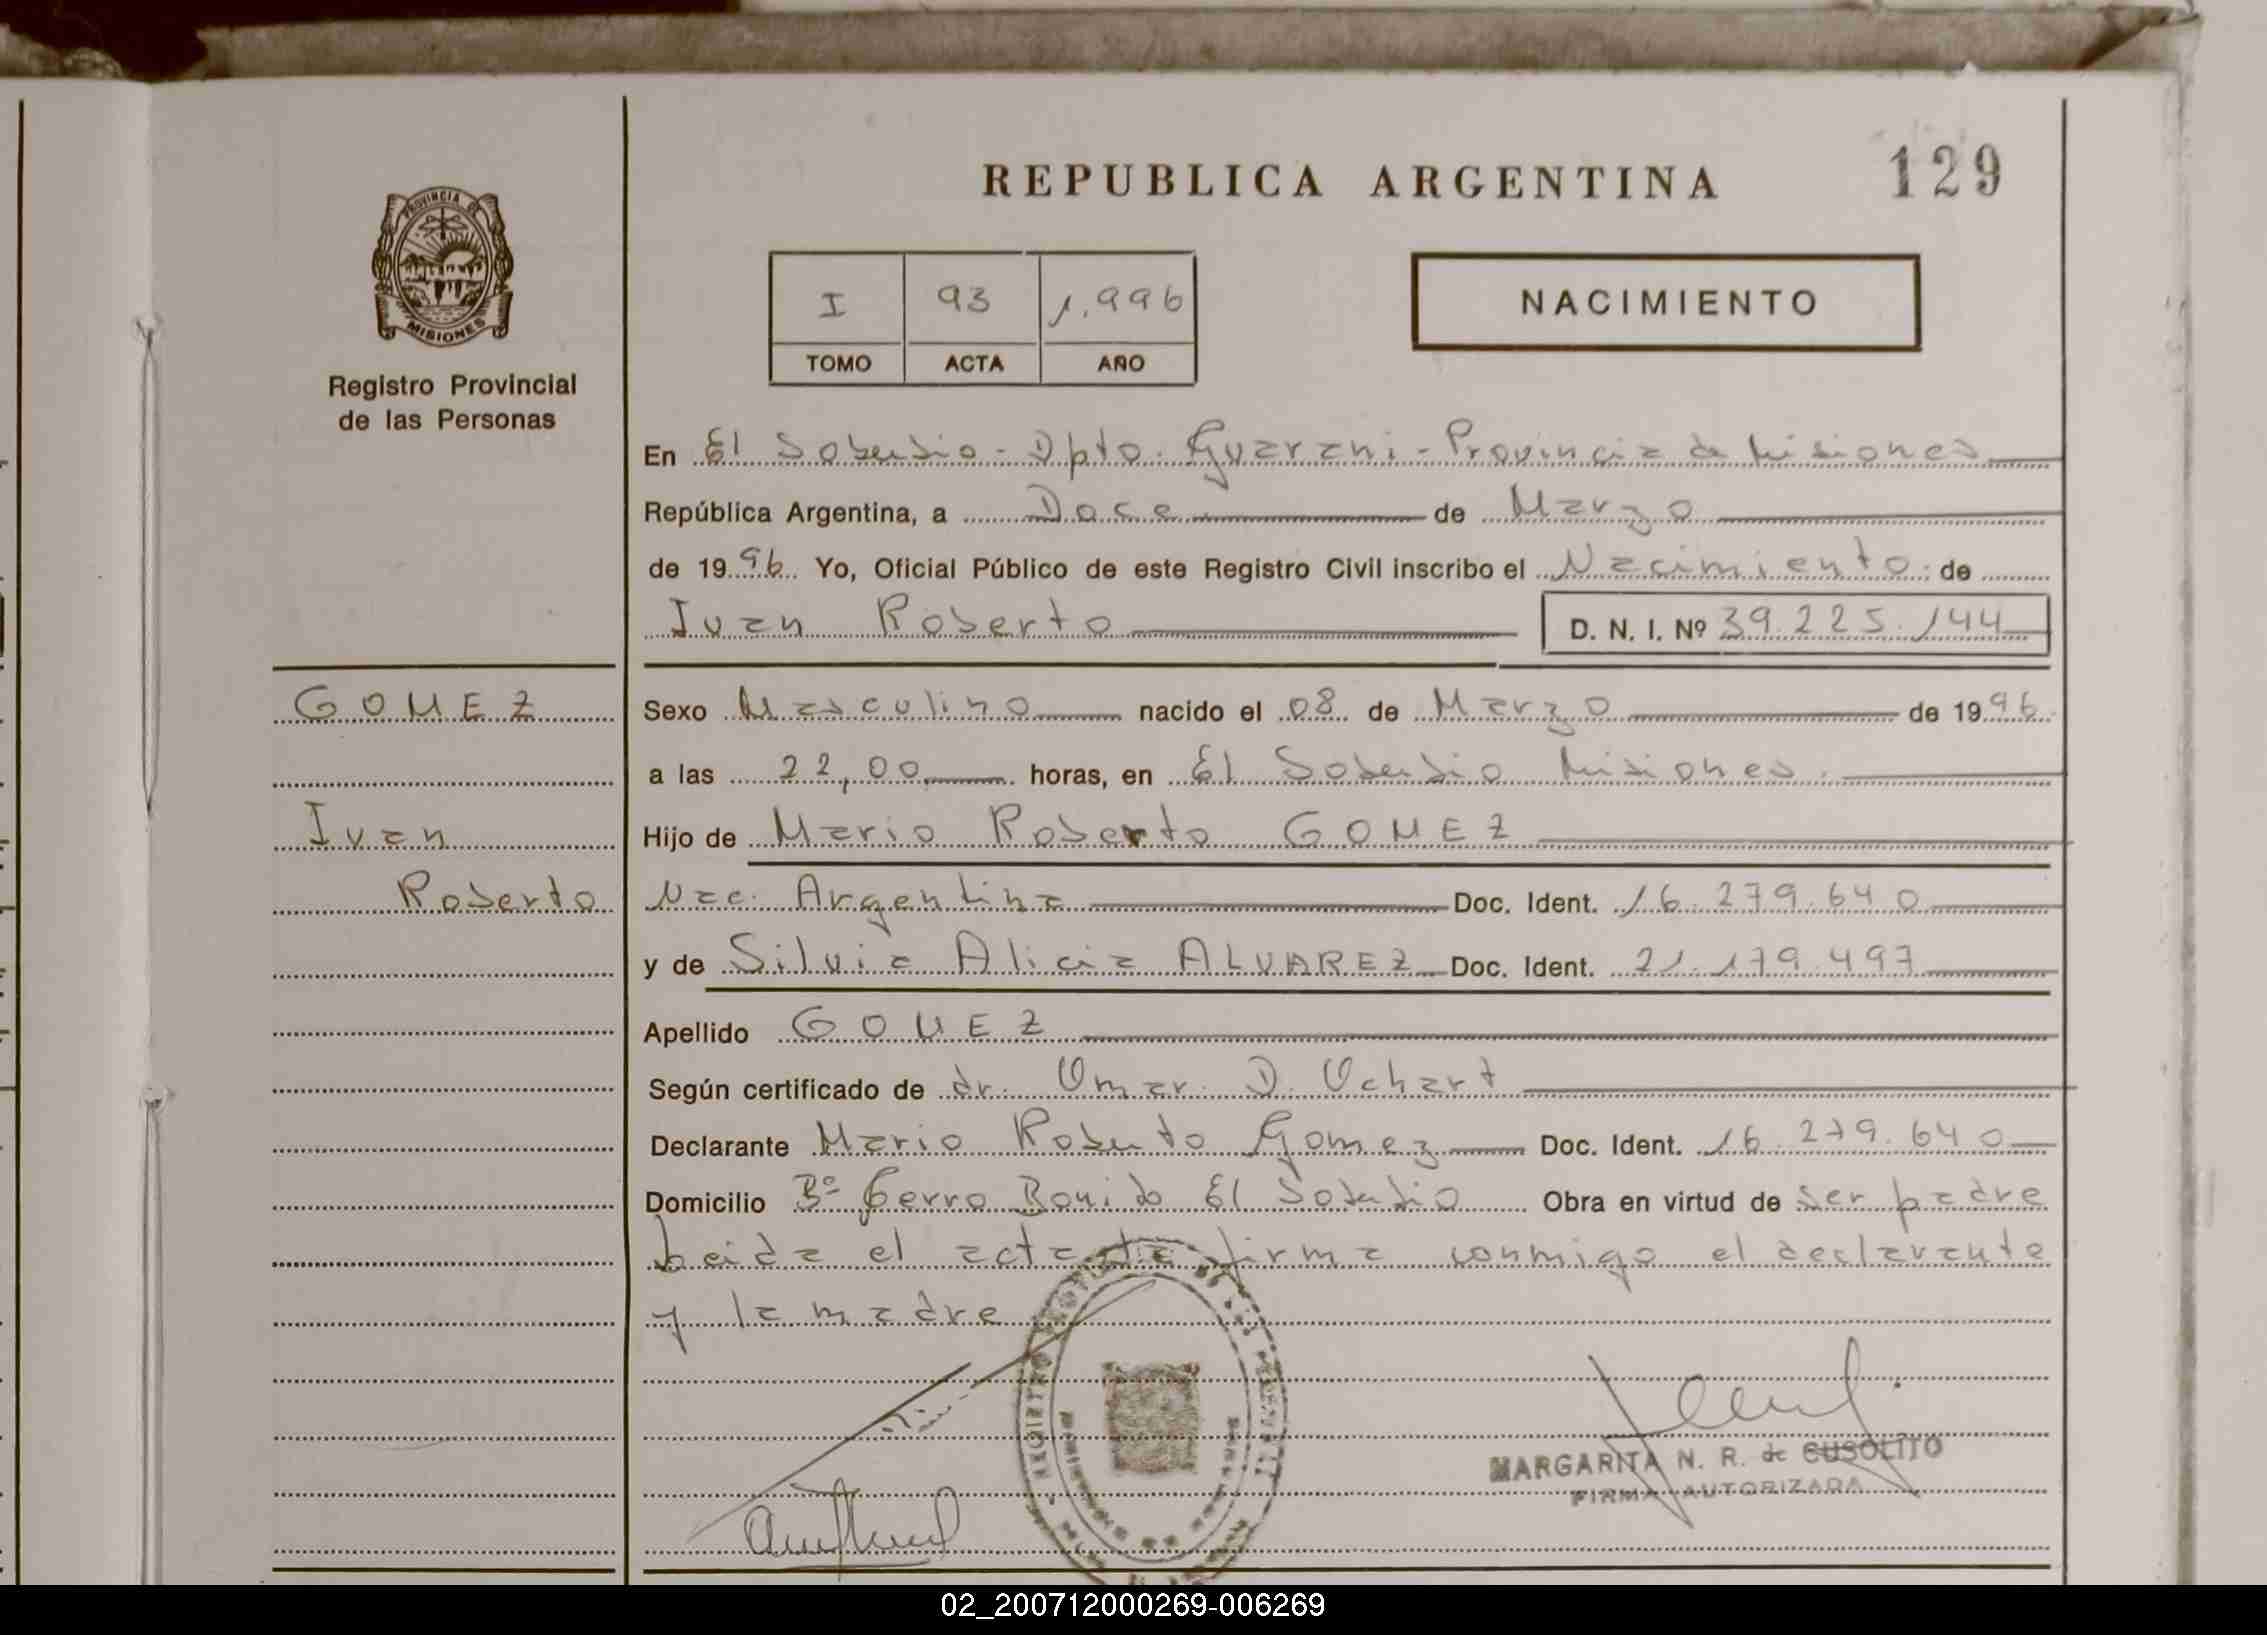 REPUBLICA ARGENTINA
129
PROVINCIA DE
MISIONES
Registro Provincial
de las Personas
I 93 1.996
TOMO ACTA AÑO
NACIMIENTO
En El Soberbio - Dpto. Guarani - Provincia de Misiones
República Argentina, a Doce de Marzo
de 1996 Yo, Oficial Público de este Registro Civil inscribo el Nacimiento de
Ivan Roberto
D. N. I. Nº 39.225.144
GOMEZ
Ivan
Roberto
Sexo Masculino nacido el 08 de Marzo de 1996
a las 22,00 horas, en El Soberbio Misiones.
Hijo de Mario Roberto GOMEZ
Nac. Argentina Doc. Ident. 16.279.640
y de Silvia Alicia ALVAREZ Doc. Ident. 21.179.497
Apellido GOMEZ
Según certificado de dr. Omar D. Ochart
Declarante Mario Roberto Gomez Doc. Ident. 16.279.640
Domicilio Bº Cerro Bonito El Soberbio Obra en virtud de ser padre
Leida el acta la firma conmigo el declarante
y la madre
MARGARITA N. R. de CUSOLITO
FIRMA AUTORIZADA
02_200712000269-006269